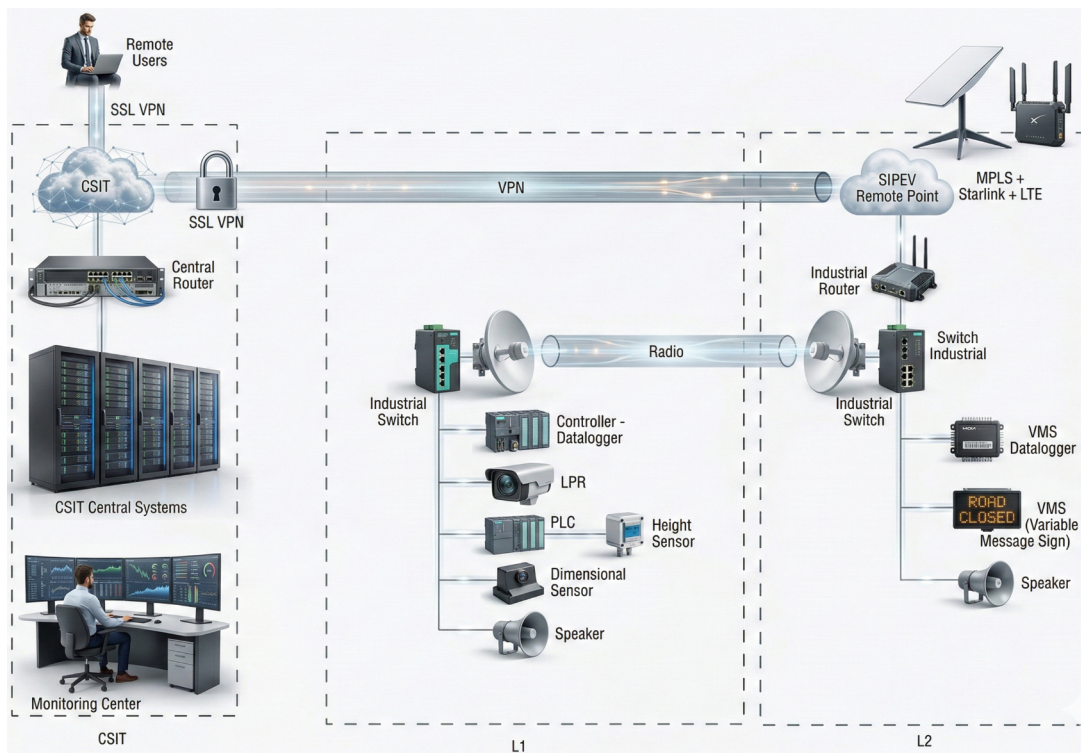 Remote
Users
SSL VPN
CSIT
SSL VPN
VPN
SIPEV
Remote Point
MPLS +
Starlink + LTE
Central
Router
Industrial
Router
CSIT Central Systems
Monitoring Center
CSIT
Industrial
Switch
Radio
Switch
Industrial
Industrial
Switch
Controller -
Datalogger
LPR
PLC
Height
Sensor
Dimensional
Sensor
Speaker
L1
MOXA
VMS
Datalogger
ROAD
CLOSED
VMS
(Variable
Message Sign)
Speaker
L2